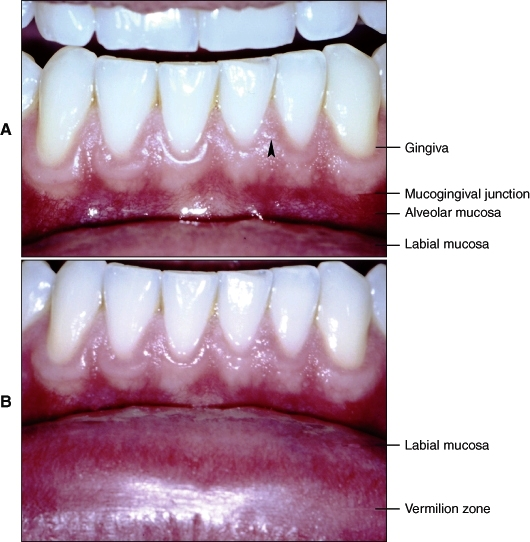 A
Gingiva
Mucogingival junction
Alveolar mucosa
Labial mucosa
B
Labial mucosa
Vermilion zone